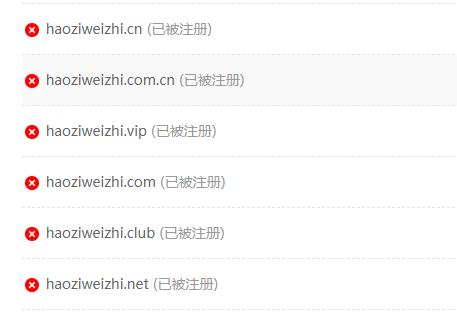 haoziweizhi.cn (已被注册)
haoziweizhi.com.cn (已被注册)
haoziweizhi.vip (已被注册)
haoziweizhi.com (已被注册)
haoziweizhi.club (已被注册)
haoziweizhi.net (已被注册)